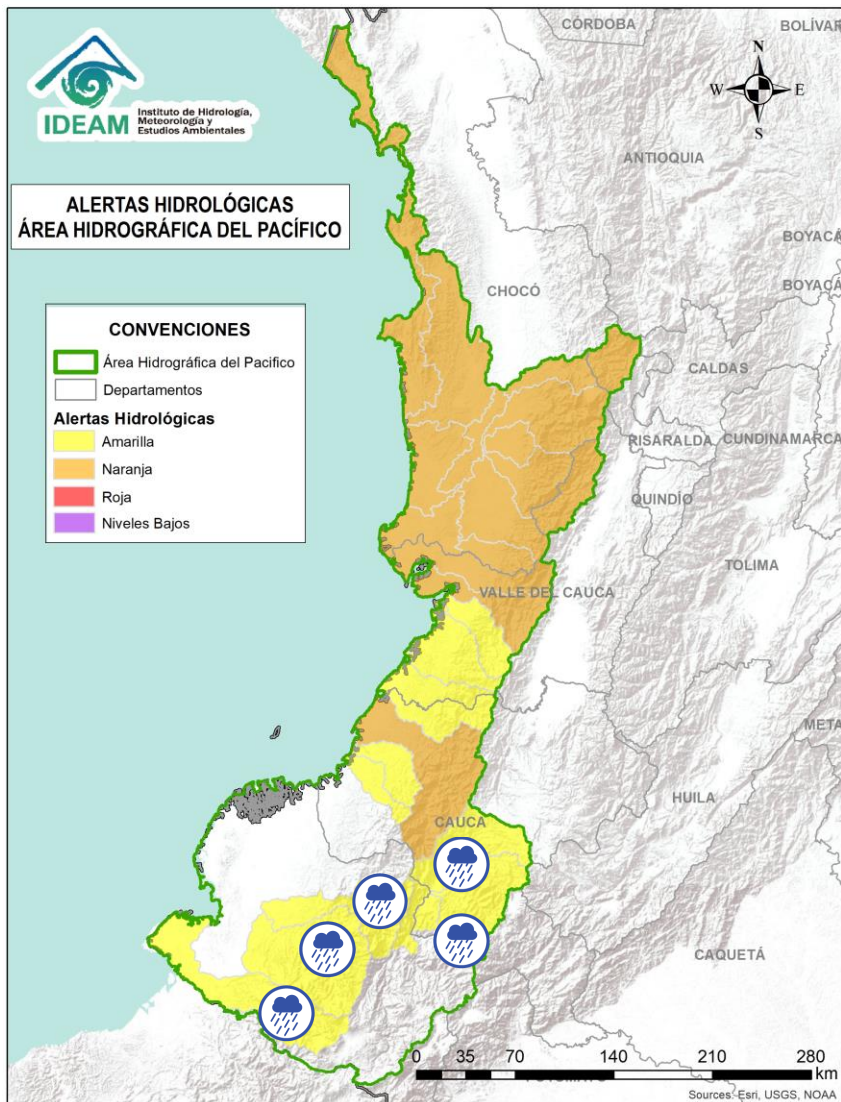 CÓRDOBA
BOLÍVAR
IDEAM
Instituto de Hidrología,
Meteorología y
Estudios Ambientales
N
W E
S
ANTIOQUIA
ALERTAS HIDROLÓGICAS
ÁREA HIDROGRÁFICA DEL PACÍFICO
BOYACÁ
BOYACÁ
CHOCÓ
CONVENCIONES
Área Hidrográfica del Pacifico
Departamentos
Alertas Hidrológicas
Amarilla
Naranja
Roja
Niveles Bajos
CALDAS
RISARALDA
CUNDINAMARCA
QUINDÍO
TOLIMA
VALLE DEL CAUCA
META
HUILA
CAUCA
CAQUETÁ
0 35 70 140 210 280
km
Sources: Esri, USGS, NOAA